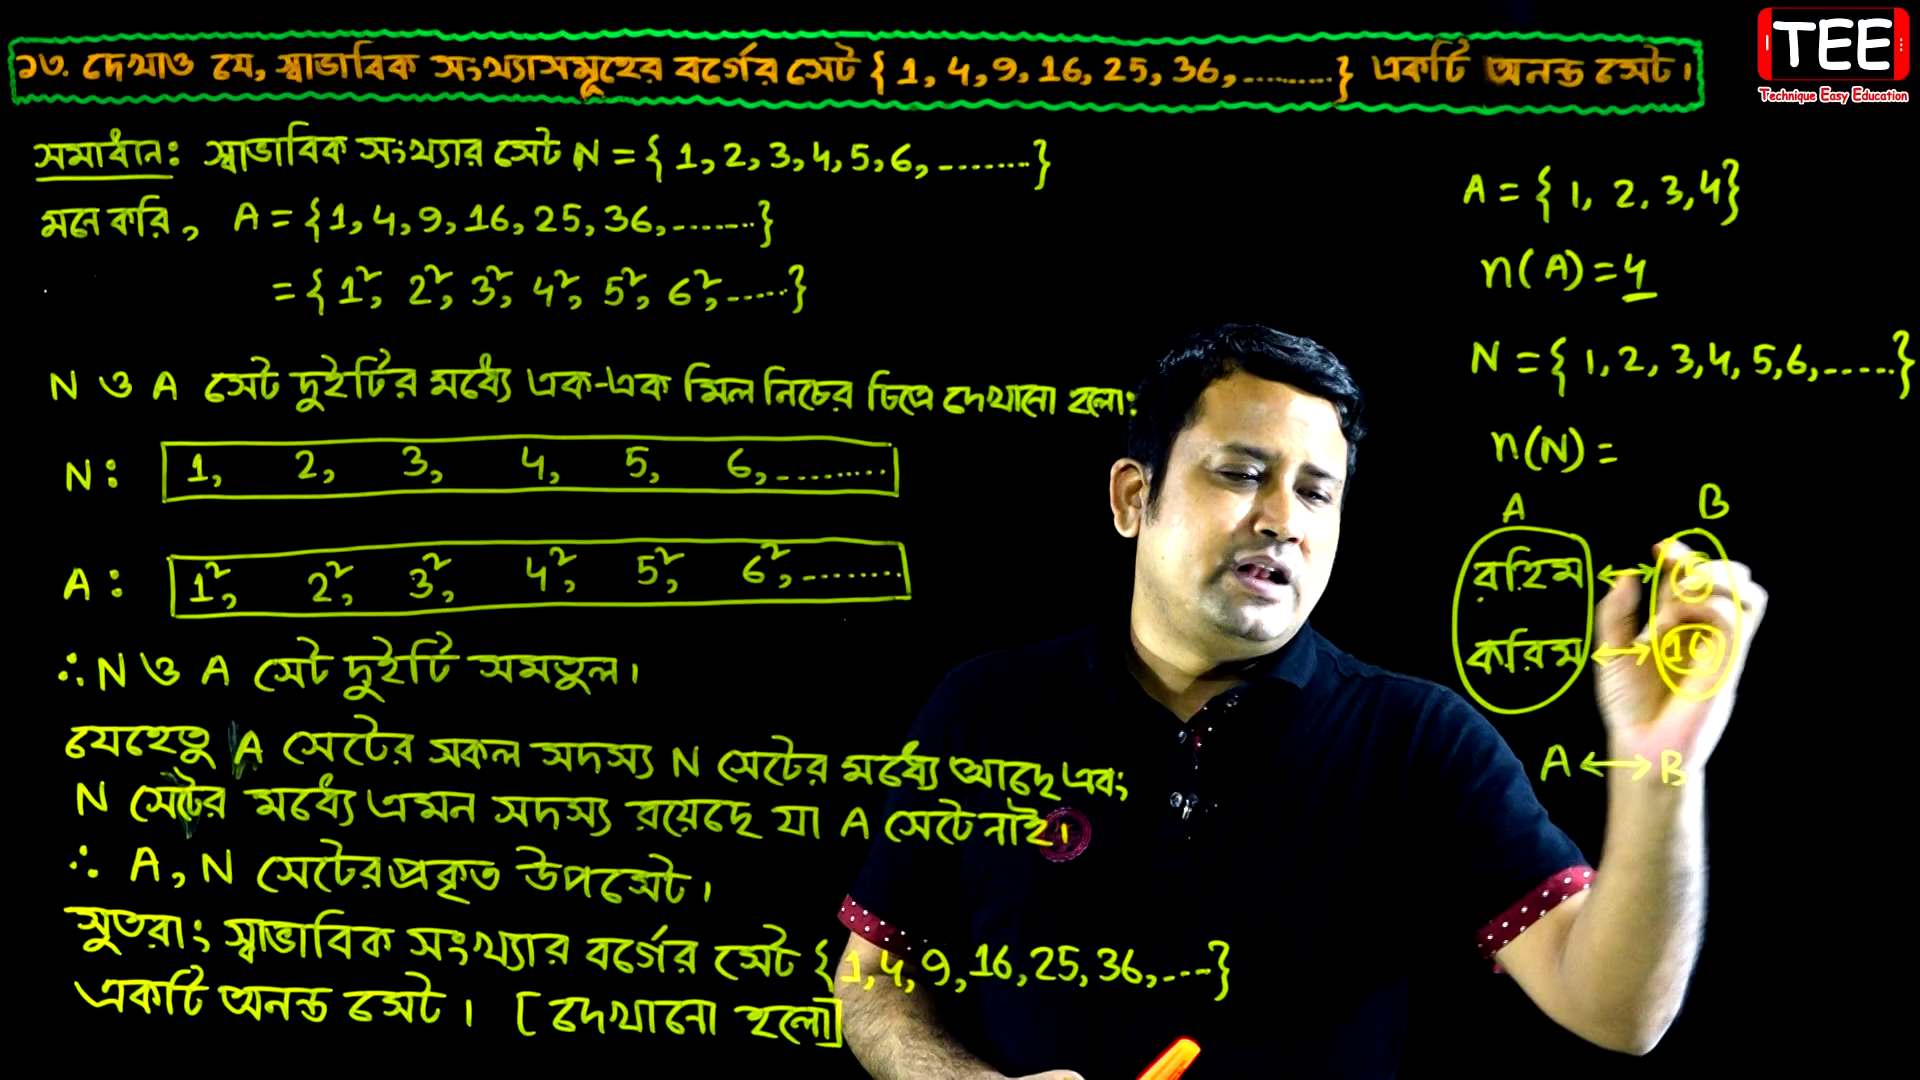 ১৩. দেখাও যে, স্বাভাবিক সংখ্যাসমূহের বর্গের সেট { 1, 4, 9, 16, 25, 36, ......... } একটি অনন্ত সেট।
TEE
Technique Easy Education
সমাধান: স্বাভাবিক সংখ্যার সেট N = { 1, 2, 3, 4, 5, 6, ........ }
মনে করি, A = { 1, 4, 9, 16, 25, 36, ....... }
= { 1², 2², 3², 4², 5², 6², ..... }
N ও A সেট দুইটির মধ্যে এক-এক মিল নিচের চিত্রে দেখানো হলো:
N: 1, 2, 3, 4, 5, 6, .........
A: 1², 2², 3², 4², 5², 6², ........
∴ N ও A সেট দুইটি সমতুল।
যেহেতু A সেটের সকল সদস্য N সেটের মধ্যে আছে এবং
N সেটের মধ্যে এমন সদস্য রয়েছে যা A সেটে নাই।
∴ A, N সেটের প্রকৃত উপসেট।
সুতরাং স্বাভাবিক সংখ্যার বর্গের সেট { 1, 4, 9, 16, 25, 36, .... }
একটি অনন্ত সেট। [ দেখানো হলো ]
A = { 1, 2, 3, 4 }
n(A) = 4
N = { 1, 2, 3, 4, 5, 6, ..... }
n(N) =
A B
রহিম ↔
করিম ↔
A ↔ B